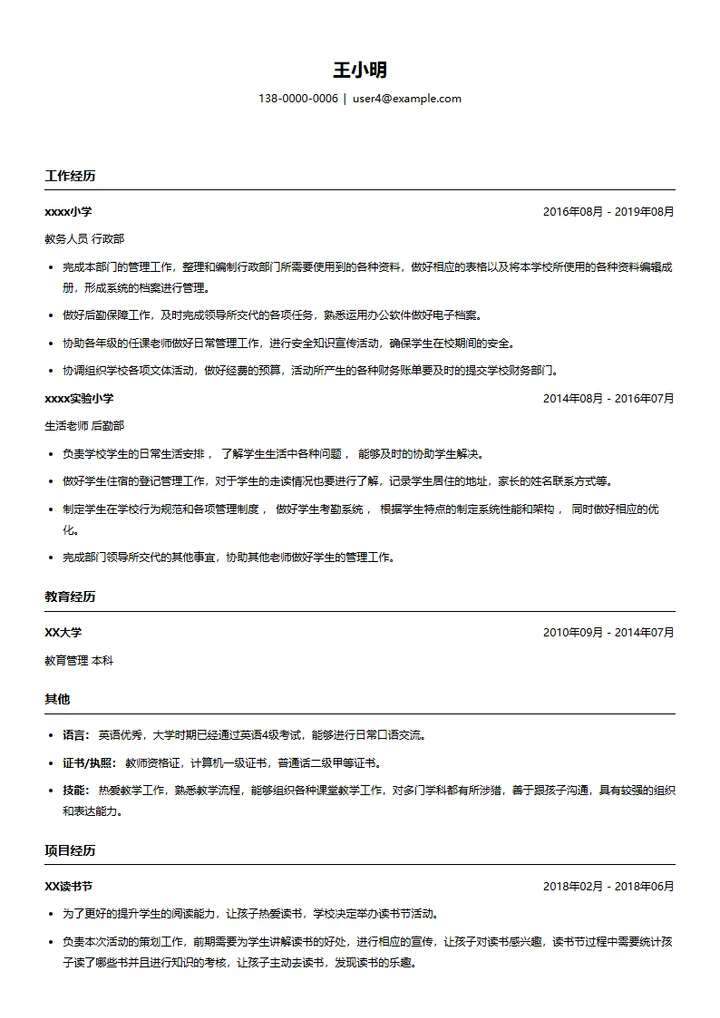 王小明
138-0000-0006 | user4@example.com
工作经历
xxxx小学 2016年08月 - 2019年08月
教务人员 行政部
• 完成本部门的管理工作，整理和编制行政部门所需要使用到的各种资料，做好相应的表格以及将本学校所使用的各种资料编辑成
册，形成系统的档案进行管理。
• 做好后勤保障工作，及时完成领导所交代的各项任务，熟悉运用办公软件做好电子档案。
• 协助各年级的任课老师做好日常管理工作，进行安全知识宣传活动，确保学生在校期间的安全。
• 协调组织学校各项文体活动，做好经费的预算，活动所产生的各种财务账单要及时的提交学校财务部门。
xxxx实验小学 2014年08月 - 2016年07月
生活老师 后勤部
• 负责学校学生的日常生活安排 ， 了解学生生活中各种问题 ， 能够及时的协助学生解决。
• 做好学生住宿的登记管理工作，对于学生的走读情况也要进行了解，记录学生居住的地址，家长的姓名联系方式等。
• 制定学生在学校行为规范和各项管理制度 ， 做好学生考勤系统 ， 根据学生特点的制定系统性能和架构 ， 同时做好相应的优
化。
• 完成部门领导所交代的其他事宜，协助其他老师做好学生的管理工作。
教育经历
XX大学 2010年09月 - 2014年07月
教育管理 本科
其他
• 语言： 英语优秀，大学时期已经通过英语4级考试，能够进行日常口语交流。
• 证书/执照： 教师资格证，计算机一级证书，普通话二级甲等证书。
• 技能： 热爱教学工作，熟悉教学流程，能够组织各种课堂教学工作，对多门学科都有所涉猎，善于跟孩子沟通，具有较强的组织
和表达能力。
项目经历
XX读书节 2018年02月 - 2018年06月
• 为了更好的提升学生的阅读能力，让孩子热爱读书，学校决定举办读书节活动。
• 负责本次活动的策划工作，前期需要为学生讲解读书的好处，进行相应的宣传，让孩子对读书感兴趣，读书节过程中需要统计孩
子读了哪些书并且进行知识的考核，让孩子主动去读书，发现读书的乐趣。